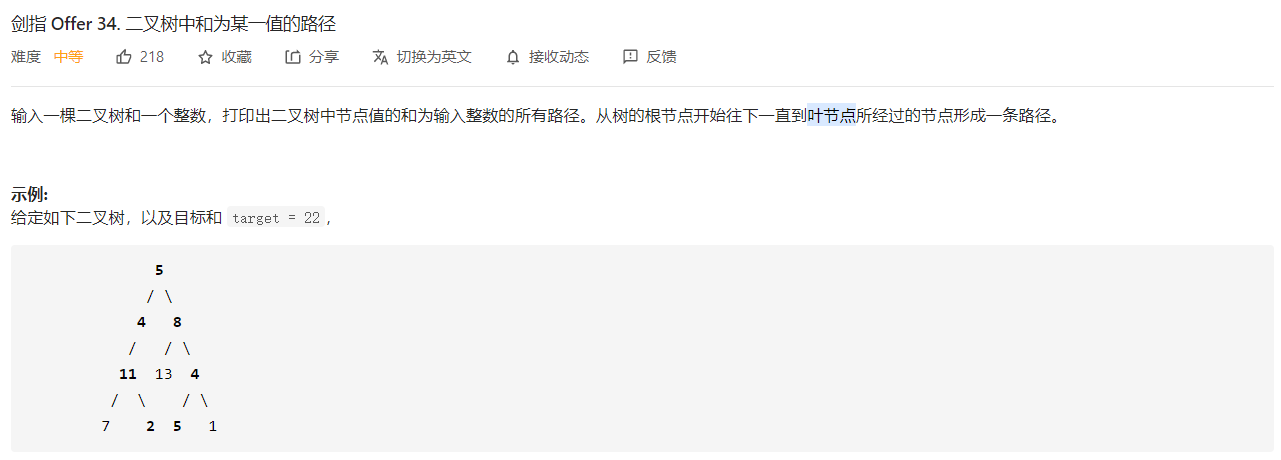 剑指 Offer 34. 二叉树中和为某一值的路径
难度 中等 218 收藏 分享 切换为英文 接收动态 反馈
输入一棵二叉树和一个整数，打印出二叉树中节点值的和为输入整数的所有路径。从树的根节点开始往下一直到叶节点所经过的节点形成一条路径。
示例:
给定如下二叉树，以及目标和 target = 22，
5
/ \
4 8
/ / \
11 13 4
/ \ / \
7 2 5 1